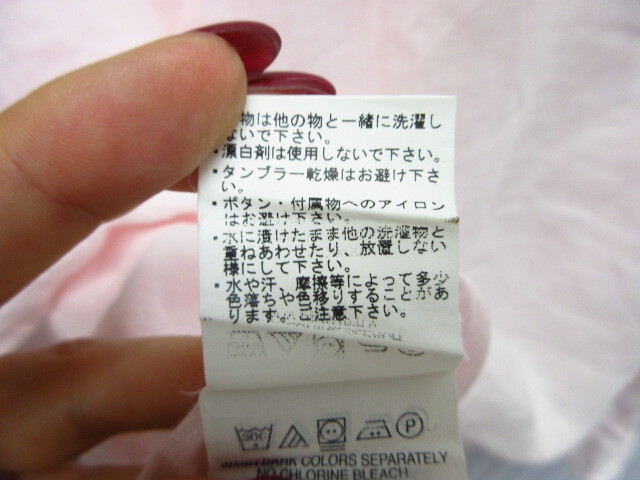 物は他の物と一緒に洗濯し
ないで下さい。
・漂白剤は使用しないで下さい。
・タンブラー乾燥はお避け下さ
い。
・ボタン・付属物へのアイロン
はお避け下さい。
・水に漬けたまま他の洗濯物と
重ねあわせたり、放置しない
様にして下さい。
・水や汗、摩擦等によって多少
色落ちや色移りすることがあ
ります。ご注意下さい。
30C
P
WASH DARK COLORS SEPARATELY
NO CHLORINE BLEACH